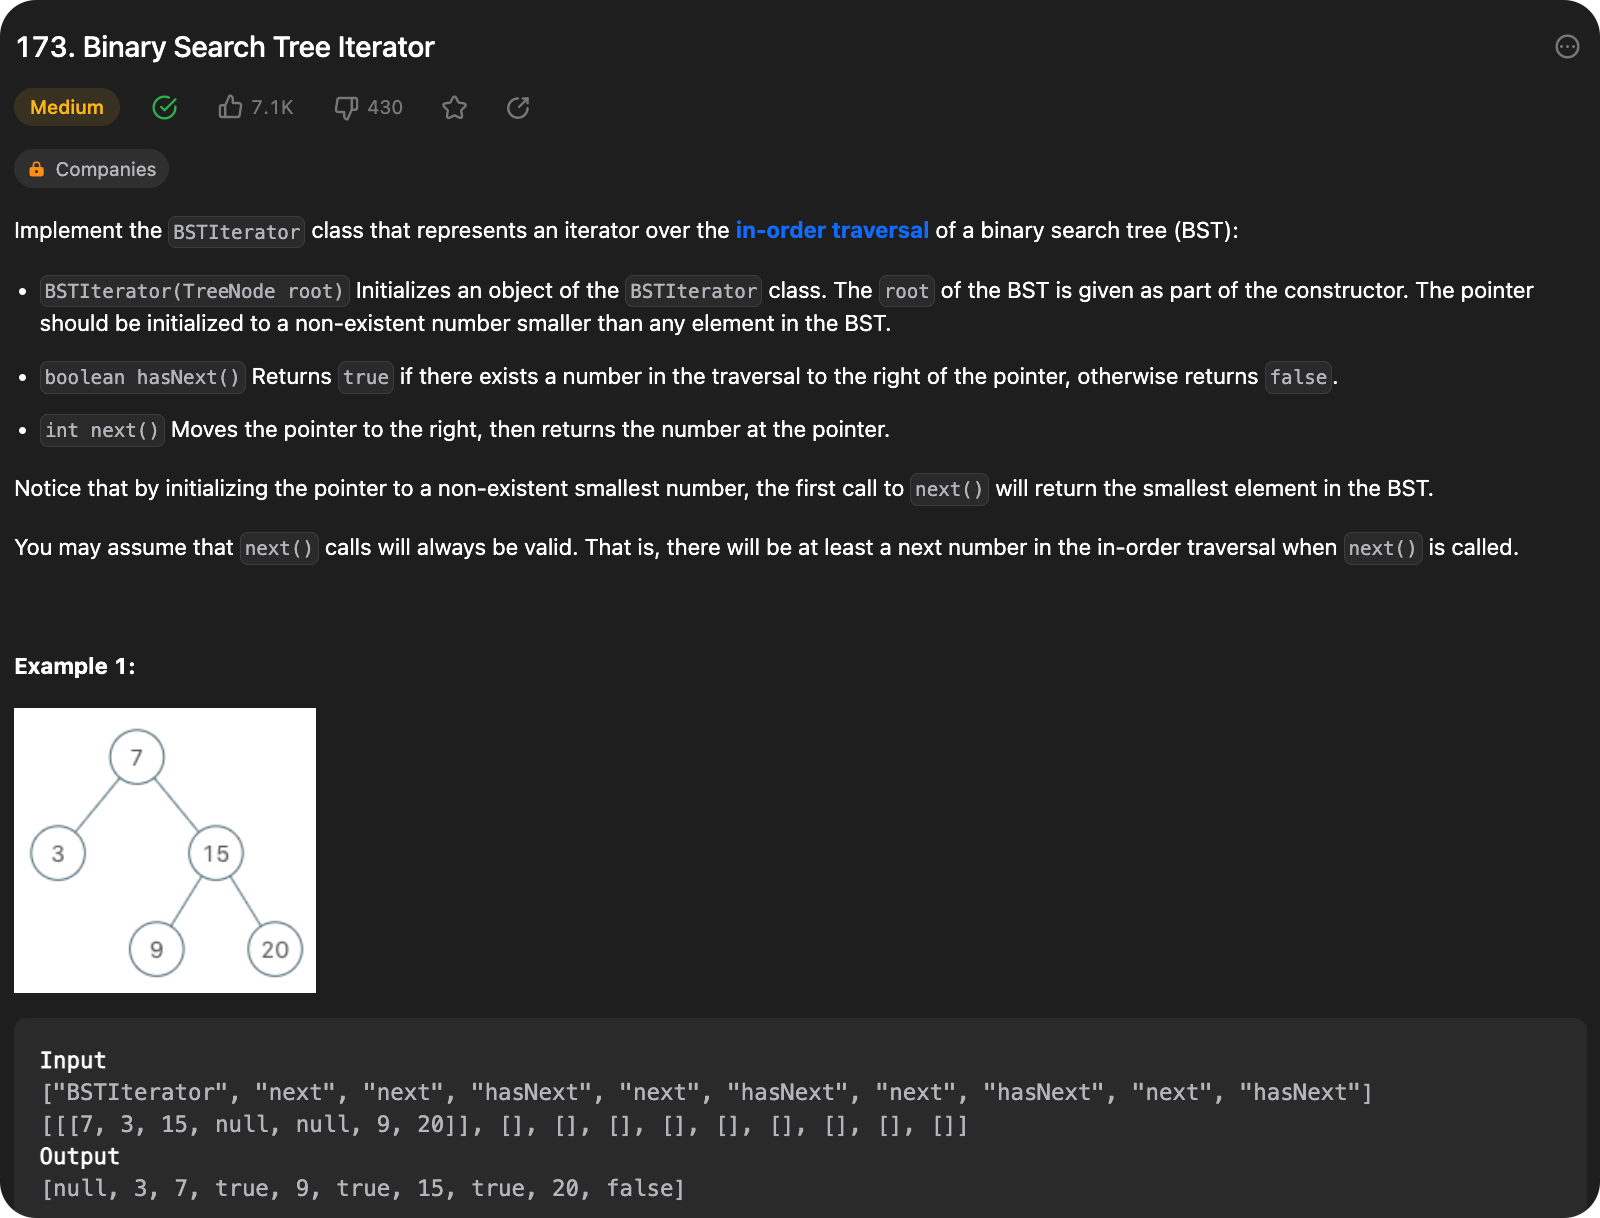 173. Binary Search Tree Iterator
Medium 7.1K 430
Companies
Implement the BSTIterator class that represents an iterator over the in-order traversal of a binary search tree (BST):
• BSTIterator(TreeNode root) Initializes an object of the BSTIterator class. The root of the BST is given as part of the constructor. The pointer
should be initialized to a non-existent number smaller than any element in the BST.
• boolean hasNext() Returns true if there exists a number in the traversal to the right of the pointer, otherwise returns false.
• int next() Moves the pointer to the right, then returns the number at the pointer.
Notice that by initializing the pointer to a non-existent smallest number, the first call to next() will return the smallest element in the BST.
You may assume that next() calls will always be valid. That is, there will be at least a next number in the in-order traversal when next() is called.
Example 1:
7
3 15
9 20
Input
["BSTIterator", "next", "next", "hasNext", "next", "hasNext", "next", "hasNext", "next", "hasNext"]
[[[7, 3, 15, null, null, 9, 20]], [], [], [], [], [], [], [], [], []]
Output
[null, 3, 7, true, 9, true, 15, true, 20, false]